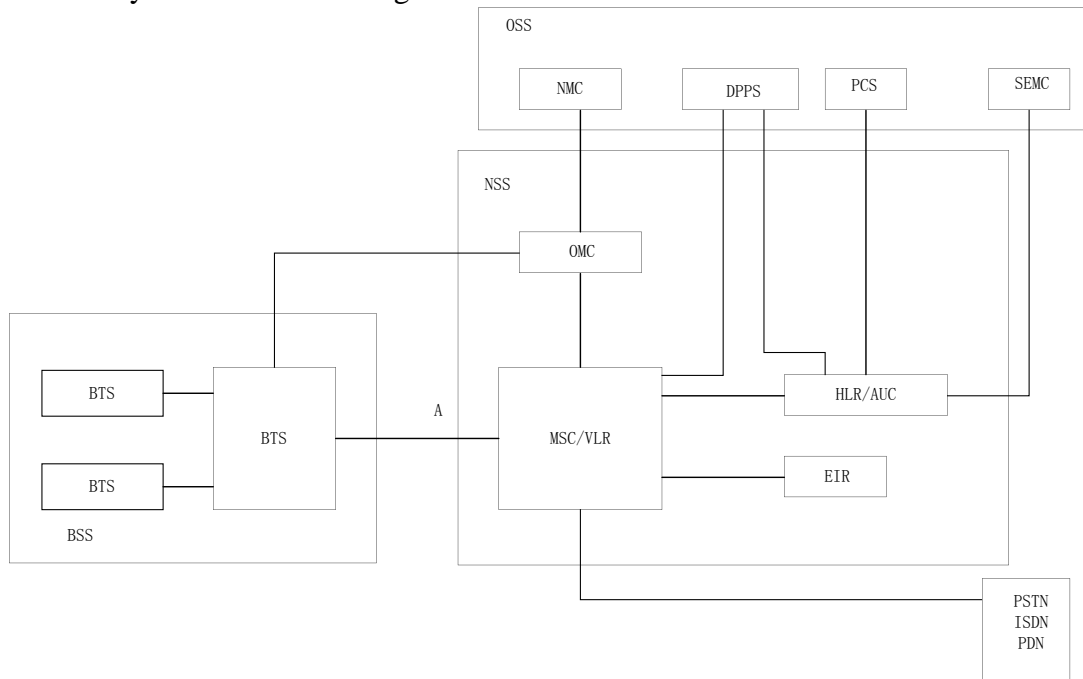 OSS
NMC
DPPS
PCS
SEMC
NSS
OMC
BTS
BTS
A
MSC/VLR
HLR/AUC
BTS
EIR
BSS
PSTN
ISDN
PDN